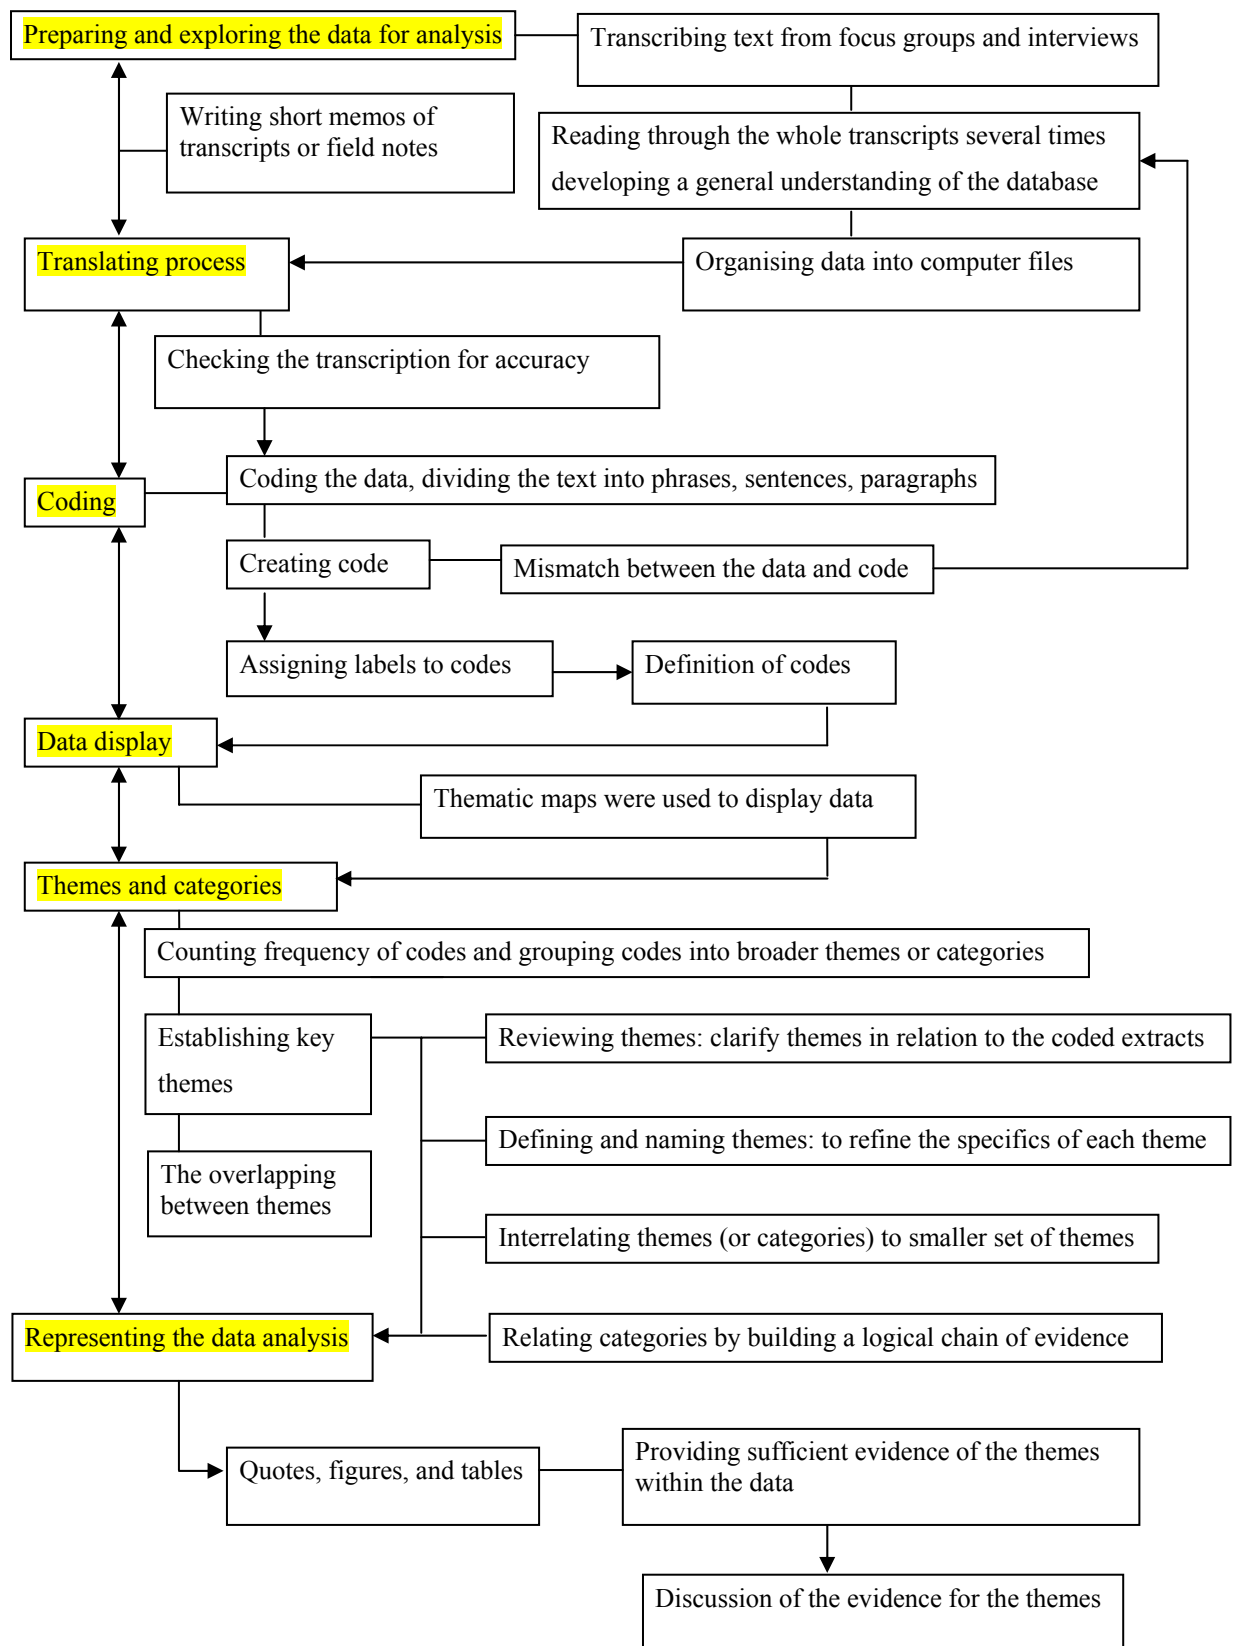 Preparing and exploring the data for analysis
Transcribing text from focus groups and interviews
Writing short memos of
transcripts or field notes
Reading through the whole transcripts several times
developing a general understanding of the database
Translating process
Organising data into computer files
Checking the transcription for accuracy
Coding the data, dividing the text into phrases, sentences, paragraphs
Coding
Creating code
Mismatch between the data and code
Assigning labels to codes
Definition of codes
Data display
Thematic maps were used to display data
Themes and categories
Counting frequency of codes and grouping codes into broader themes or categories
Establishing key
themes
Reviewing themes: clarify themes in relation to the coded extracts
Defining and naming themes: to refine the specifics of each theme
The overlapping
between themes
Interrelating themes (or categories) to smaller set of themes
Representing the data analysis
Relating categories by building a logical chain of evidence
Quotes, figures, and tables
Providing sufficient evidence of the themes
within the data
Discussion of the evidence for the themes